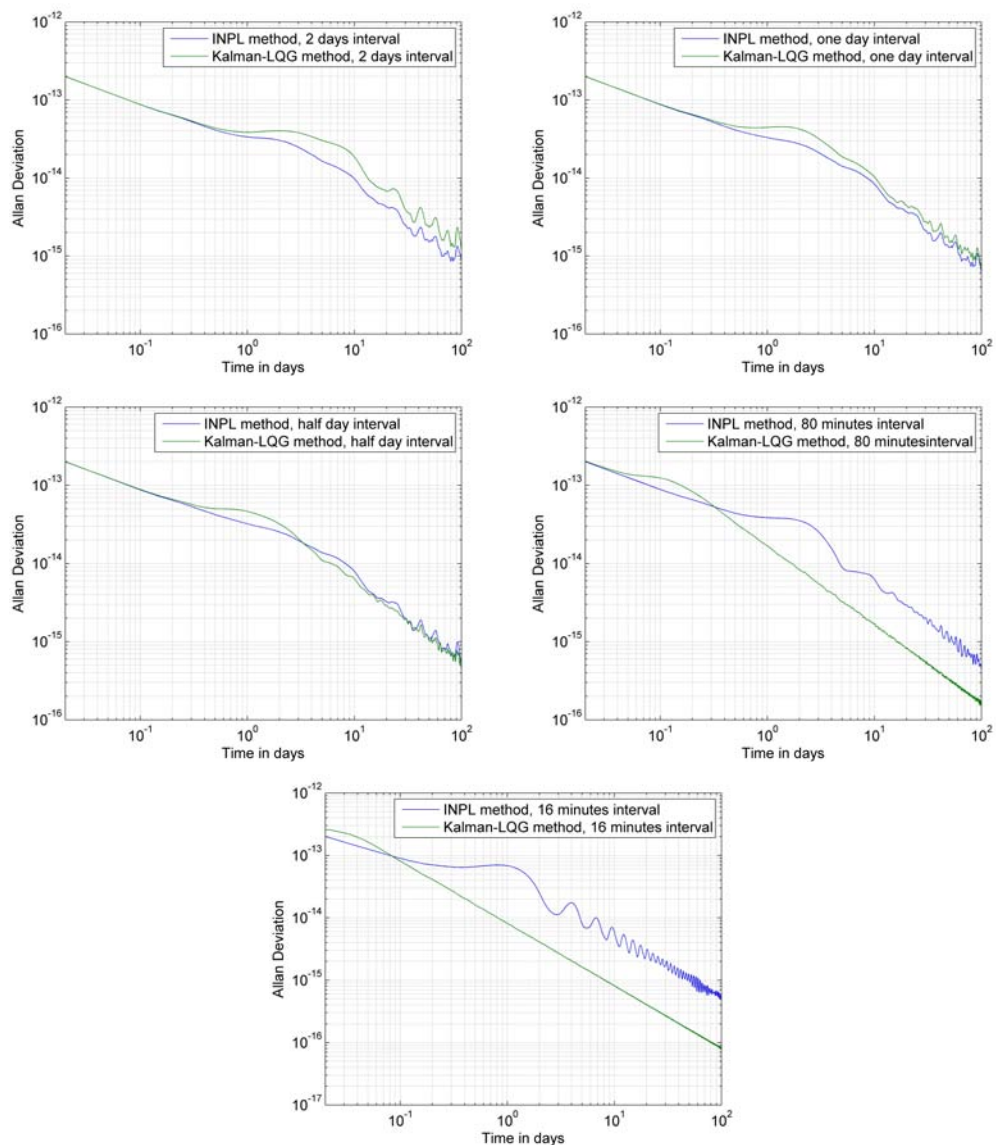 INPL method, 2 days interval
Kalman-LQG method, 2 days interval
Allan Deviation
10^-12
10^-13
10^-14
10^-15
10^-16
10^-1
10^0
10^1
10^2
Time in days
INPL method, one day interval
Kalman-LQG method, one day interval
Allan Deviation
10^-12
10^-13
10^-14
10^-15
10^-16
10^-1
10^0
10^1
10^2
Time in days
INPL method, half day interval
Kalman-LQG method, half day interval
Allan Deviation
10^-12
10^-13
10^-14
10^-15
10^-16
10^-1
10^0
10^1
10^2
Time in days
INPL method, 80 minutes interval
Kalman-LQG method, 80 minutesinterval
Allan Deviation
10^-12
10^-13
10^-14
10^-15
10^-16
10^-1
10^0
10^1
10^2
Time in days
INPL method, 16 minutes interval
Kalman-LQG method, 16 minutes interval
Allan Deviation
10^-12
10^-13
10^-14
10^-15
10^-16
10^-17
10^-1
10^0
10^1
10^2
Time in days